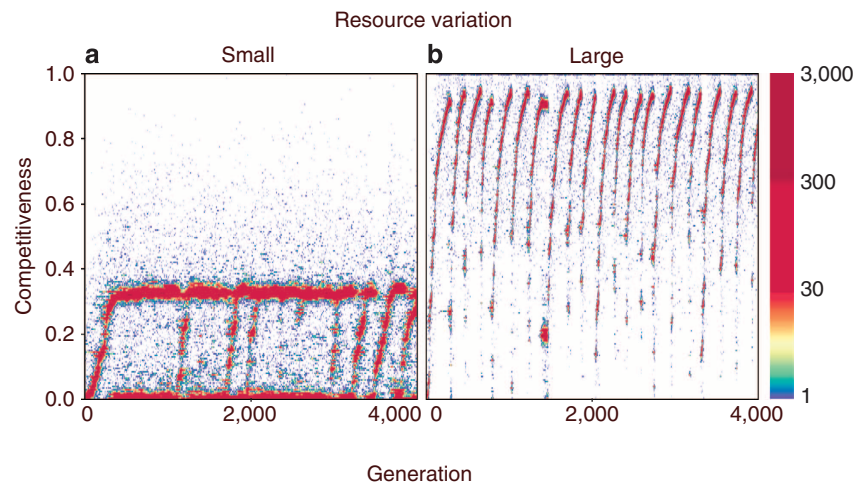 Resource variation
a Small
b Large
Competitiveness
1.0
0.8
0.6
0.4
0.2
0.0
0 2,000 4,000
0 2,000 4,000
3,000
300
30
1
Generation